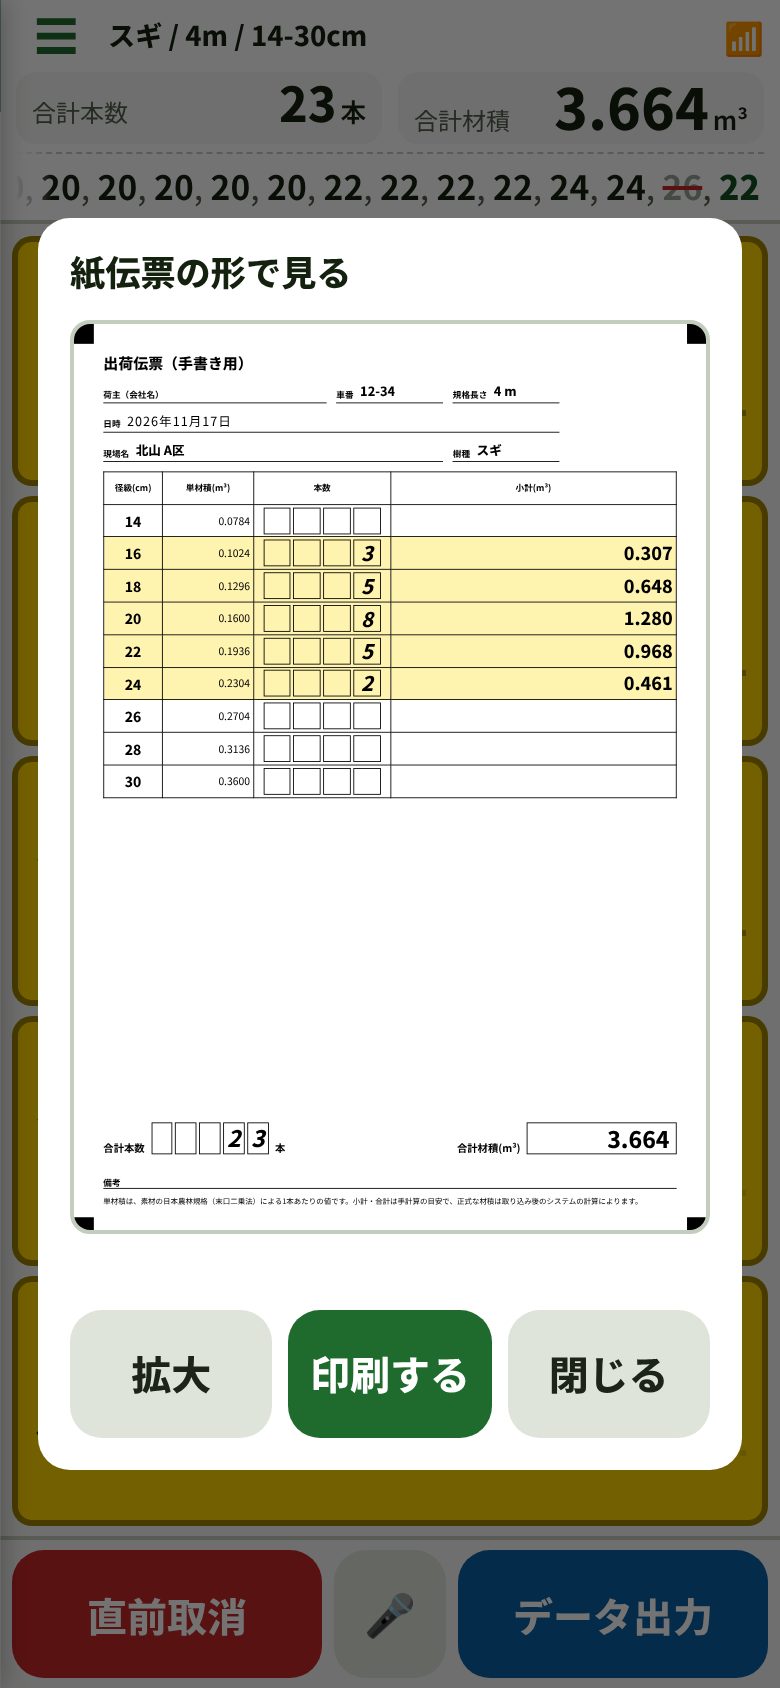 スギ / 4m / 14-30cm
合計本数 23 本
合計材積 3.664 m³
, 20, 20, 20, 20, 20, 22, 22, 22, 22, 24, 24, 26, 22
紙伝票の形で見る
出荷伝票（手書き用）
荷主（会社名） 車番 12-34 規格長さ 4 m
日時 2026年11月17日
現場名 北山 A区 樹種 スギ
径級(cm) 単材積(m³) 本数 小計(m³)
14 0.0784
16 0.1024 3 0.307
18 0.1296 5 0.648
20 0.1600 8 1.280
22 0.1936 5 0.968
24 0.2304 2 0.461
26 0.2704
28 0.3136
30 0.3600
合計本数 2 3 本 合計材積(m³) 3.664
備考
単材積は、素材の日本農林規格（末口二乗法）による1本あたりの値です。小計・合計は手計算の目安で、正式な材積は取り込み後のシステムの計算によります。
拡大 印刷する 閉じる
直前取消 データ出力